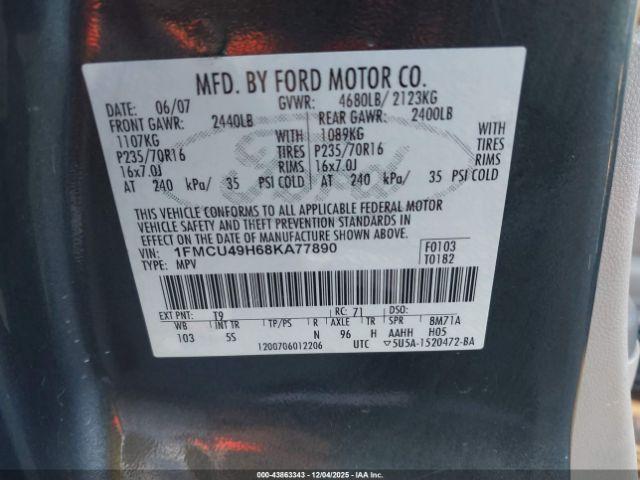 MFD. BY FORD MOTOR CO.
DATE: 06/07 GVWR: 4680LB/ 2123KG
FRONT GAWR: 2440LB REAR GAWR: 2400LB
1107KG WITH 1089KG WITH
P235/70R16 TIRES P235/70R16 TIRES
16x7.0J RIMS 16x7.0J RIMS
AT 240 kPa/ 35 PSI COLD AT 240 kPa/ 35 PSI COLD
THIS VEHICLE CONFORMS TO ALL APPLICABLE FEDERAL MOTOR
VEHICLE SAFETY AND THEFT PREVENTION STANDARDS IN
EFFECT ON THE DATE OF MANUFACTURE SHOWN ABOVE.
VIN: 1FMCU49H68KA77890 F0103
TYPE: MPV T0182
EXT PNT: T9 RC: 71 DSO:
WB INT TR TP/PS R AXLE TR SPR 8M71A
103 5S N 96 H AAHH H05
1200706012206 UTC ▽5U5A-1520472-BA
Ford
000-43863343 - 12/04/2025 - IAA, Inc.